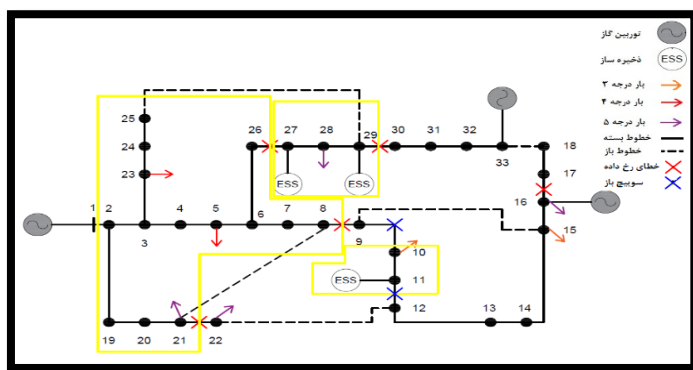 توربین گاز
ESS ذخیره ساز
بار درجه ۳
بار درجه ۴
بار درجه ۵
خطوط بسته
خطوط باز
خطای رخ داده
سوییچ باز
25
24
23
26 27 28 29 30 31 32 33 18
17
16
15
ESS ESS
1 2 3 4 5 6 7 8 9
10
ESS 11
12 13 14
19 20 21 22